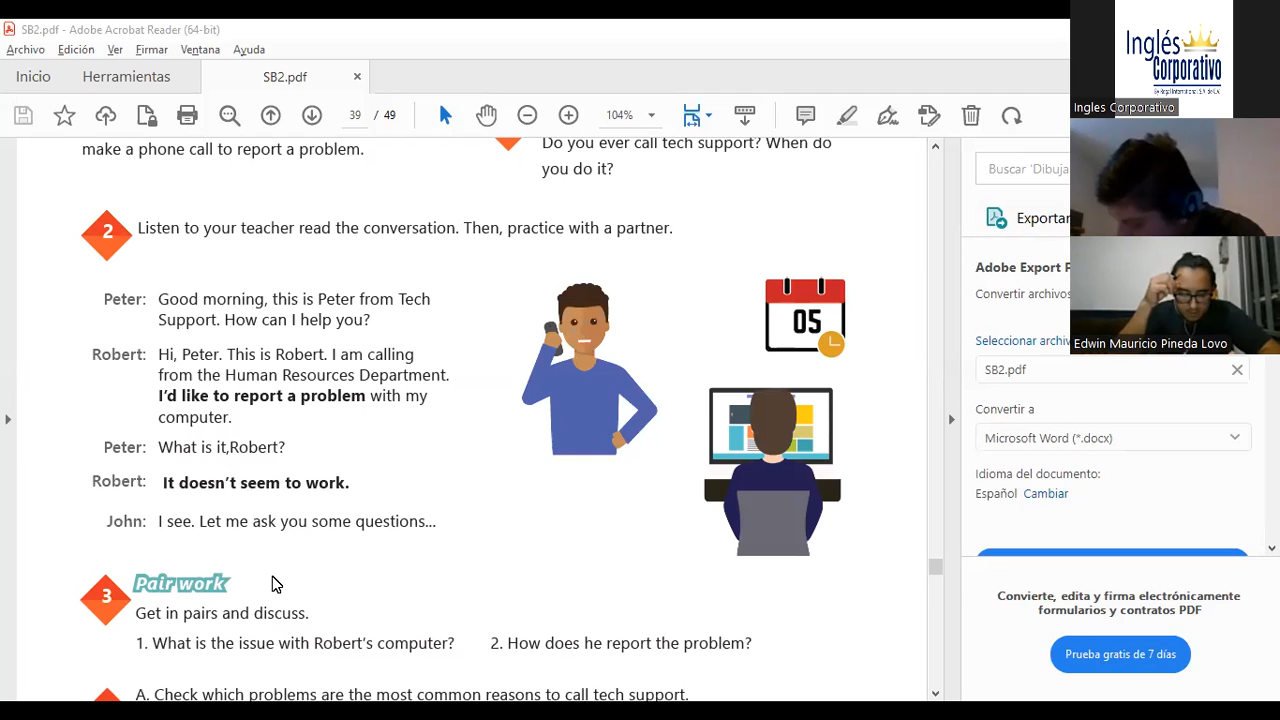 SB2.pdf - Adobe Acrobat Reader (64-bit)
Archivo Edición Ver Firmar Ventana Ayuda
Inicio Herramientas SB2.pdf ×
39 / 49 104%
make a phone call to report a problem.
Do you ever call tech support? When do
you do it?
2 Listen to your teacher read the conversation. Then, practice with a partner.
Peter: Good morning, this is Peter from Tech
Support. How can I help you?
Robert: Hi, Peter. This is Robert. I am calling
from the Human Resources Department.
I'd like to report a problem with my
computer.
Peter: What is it,Robert?
Robert: It doesn't seem to work.
John: I see. Let me ask you some questions...
05
3 Pair work
Get in pairs and discuss.
1. What is the issue with Robert's computer? 2. How does he report the problem?
A. Check which problems are the most common reasons to call tech support.
Buscar 'Dibuja
Exportar
Adobe Export P
Convertir archivos
Seleccionar archiv
SB2.pdf
Convertir a
Microsoft Word (*.docx)
Idioma del documento:
Español Cambiar
Convierte, edita y firma electrónicamente
formularios y contratos PDF
Prueba gratis de 7 días
Inglés
Corporativo
Ingles Corporativo
Edwin Mauricio Pineda Lovo